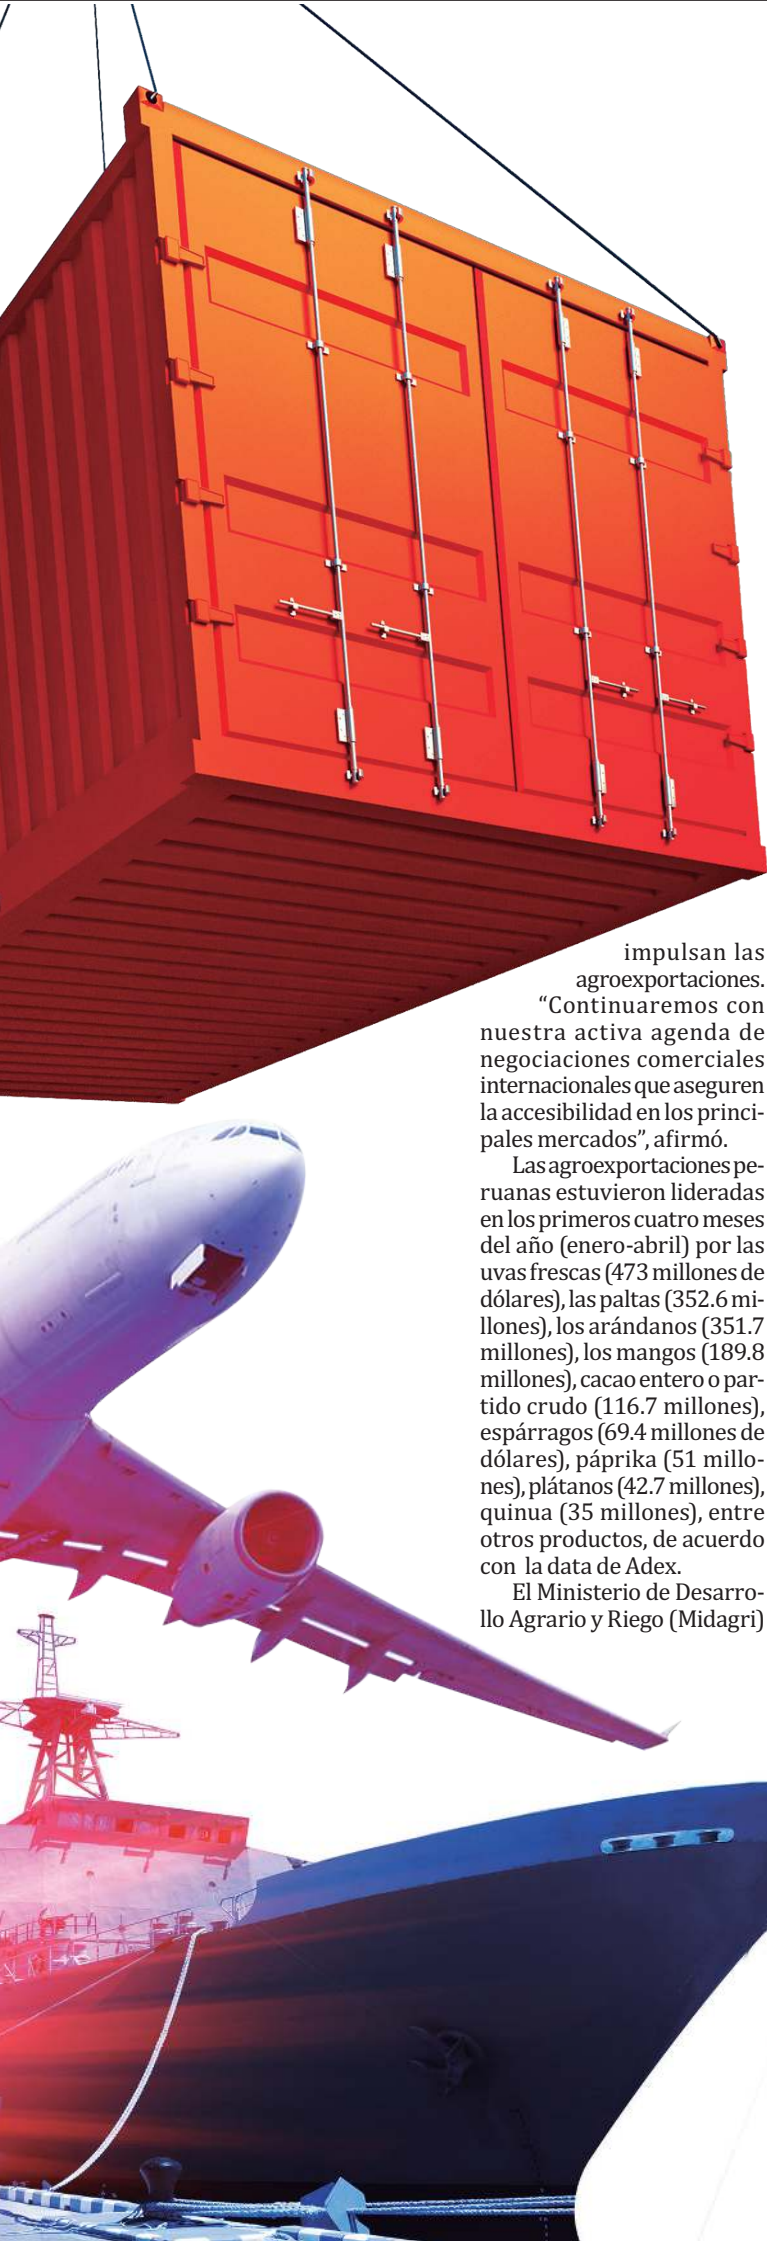 impulsan las
agroexportaciones.
“Continuaremos con
nuestra activa agenda de
negociaciones comerciales
internacionales que aseguren
la accesibilidad en los princi-
pales mercados”, afirmó.
Las agroexportaciones pe-
ruanas estuvieron lideradas
en los primeros cuatro meses
del año (enero-abril) por las
uvas frescas (473 millones de
dólares), las paltas (352.6 mi-
llones), los arándanos (351.7
millones), los mangos (189.8
millones), cacao entero o par-
tido crudo (116.7 millones),
espárragos (69.4 millones de
dólares), páprika (51 millo-
nes), plátanos (42.7 millones),
quinua (35 millones), entre
otros productos, de acuerdo
con la data de Adex.
El Ministerio de Desarro-
llo Agrario y Riego (Midagri)